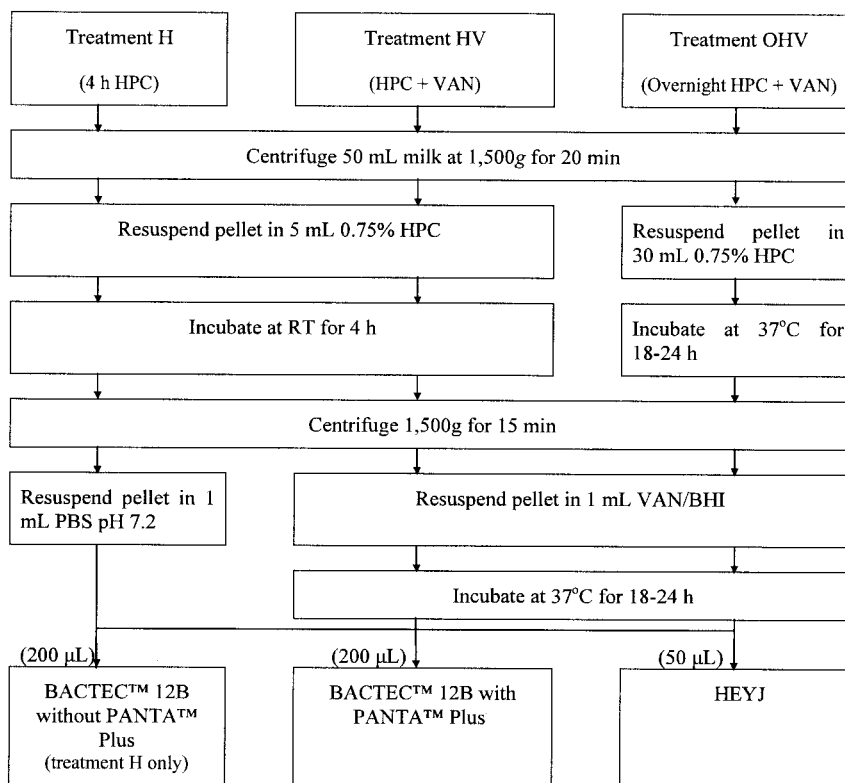 Treatment H
(4 h HPC)
Treatment HV
(HPC + VAN)
Treatment OHV
(Overnight HPC + VAN)
Centrifuge 50 mL milk at 1,500g for 20 min
Resuspend pellet in 5 mL 0.75% HPC
Resuspend pellet in
30 mL 0.75% HPC
Incubate at RT for 4 h
Incubate at 37°C for
18-24 h
Centrifuge 1,500g for 15 min
Resuspend pellet in 1
mL PBS pH 7.2
Resuspend pellet in 1 mL VAN/BHI
Incubate at 37°C for 18-24 h
(200 µL)
(200 µL)
(50 µL)
BACTEC™ 12B
without PANTA™
Plus
(treatment H only)
BACTEC™ 12B with
PANTA™ Plus
HEYJ